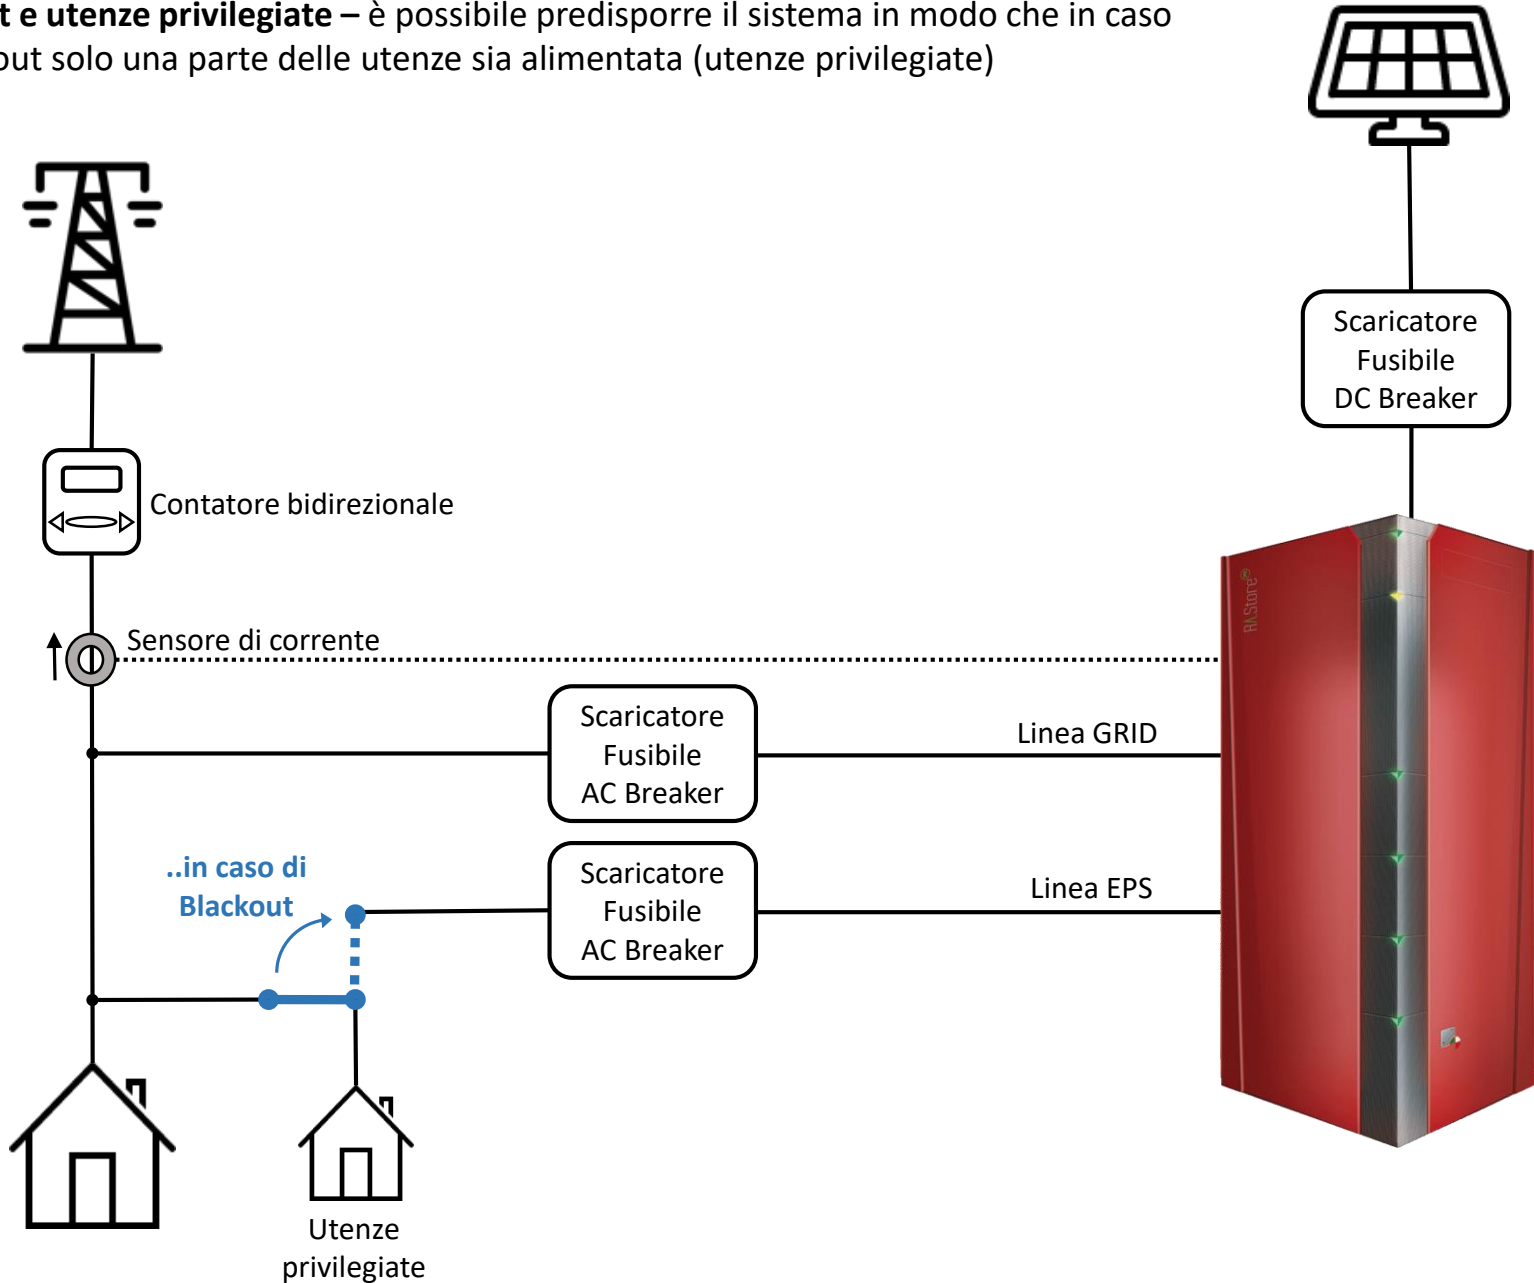 t e utenze privilegiate – è possibile predisporre il sistema in modo che in caso
out solo una parte delle utenze sia alimentata (utenze privilegiate)
Scaricatore
Fusibile
DC Breaker
Contatore bidirezionale
Sensore di corrente
Scaricatore
Fusibile
AC Breaker
Linea GRID
..in caso di
Blackout
Scaricatore
Fusibile
AC Breaker
Linea EPS
Utenze
privilegiate
RA.Store®